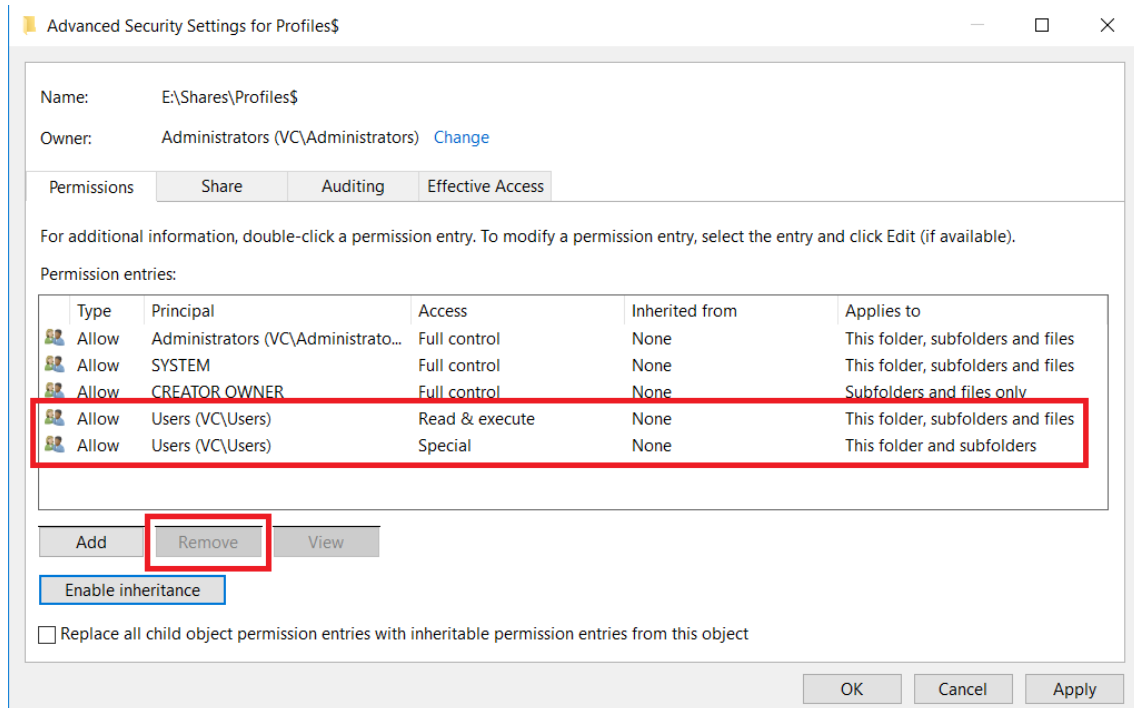 Advanced Security Settings for Profiles$
Name: E:\Shares\Profiles$
Owner: Administrators (VC\Administrators) Change
Permissions Share Auditing Effective Access
For additional information, double-click a permission entry. To modify a permission entry, select the entry and click Edit (if available).
Permission entries:
Type Principal Access Inherited from Applies to
Allow Administrators (VC\Administrato... Full control None This folder, subfolders and files
Allow SYSTEM Full control None This folder, subfolders and files
Allow CREATOR OWNER Full control None Subfolders and files only
Allow Users (VC\Users) Read & execute None This folder, subfolders and files
Allow Users (VC\Users) Special None This folder and subfolders
Add Remove View
Enable inheritance
Replace all child object permission entries with inheritable permission entries from this object
OK Cancel Apply